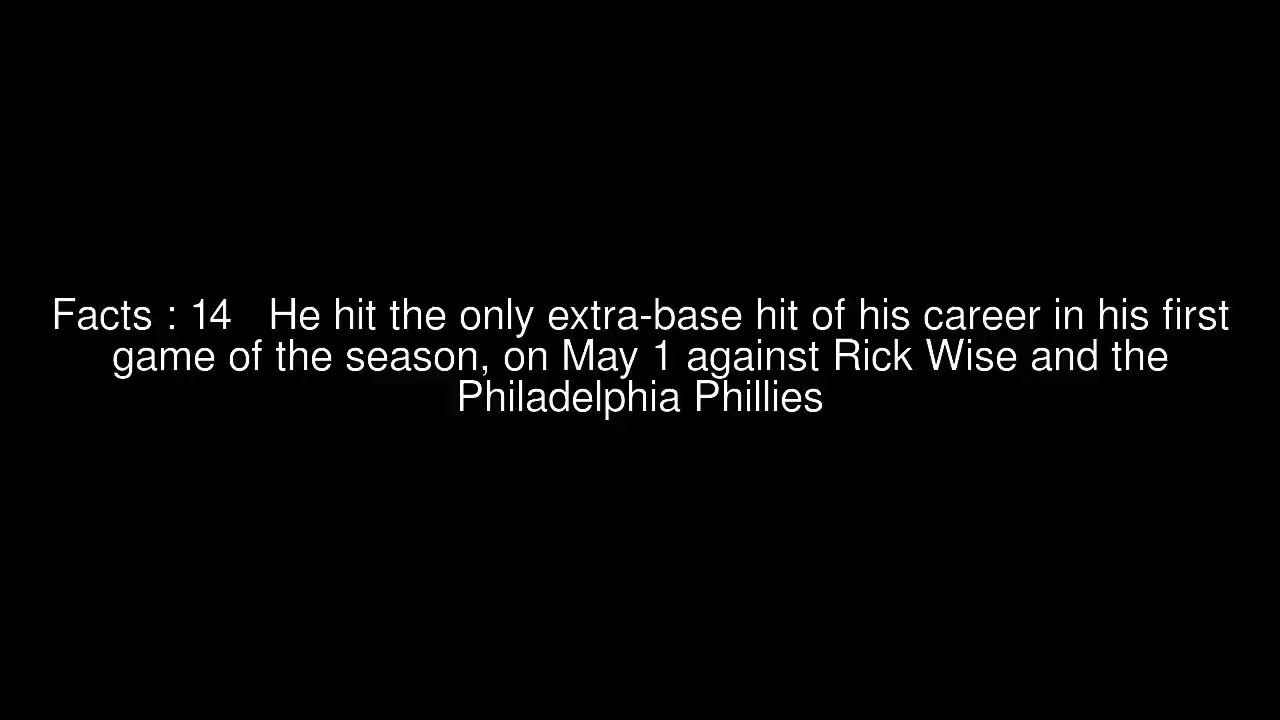 Facts : 14   He hit the only extra-base hit of his career in his first
game of the season, on May 1 against Rick Wise and the
Philadelphia Phillies